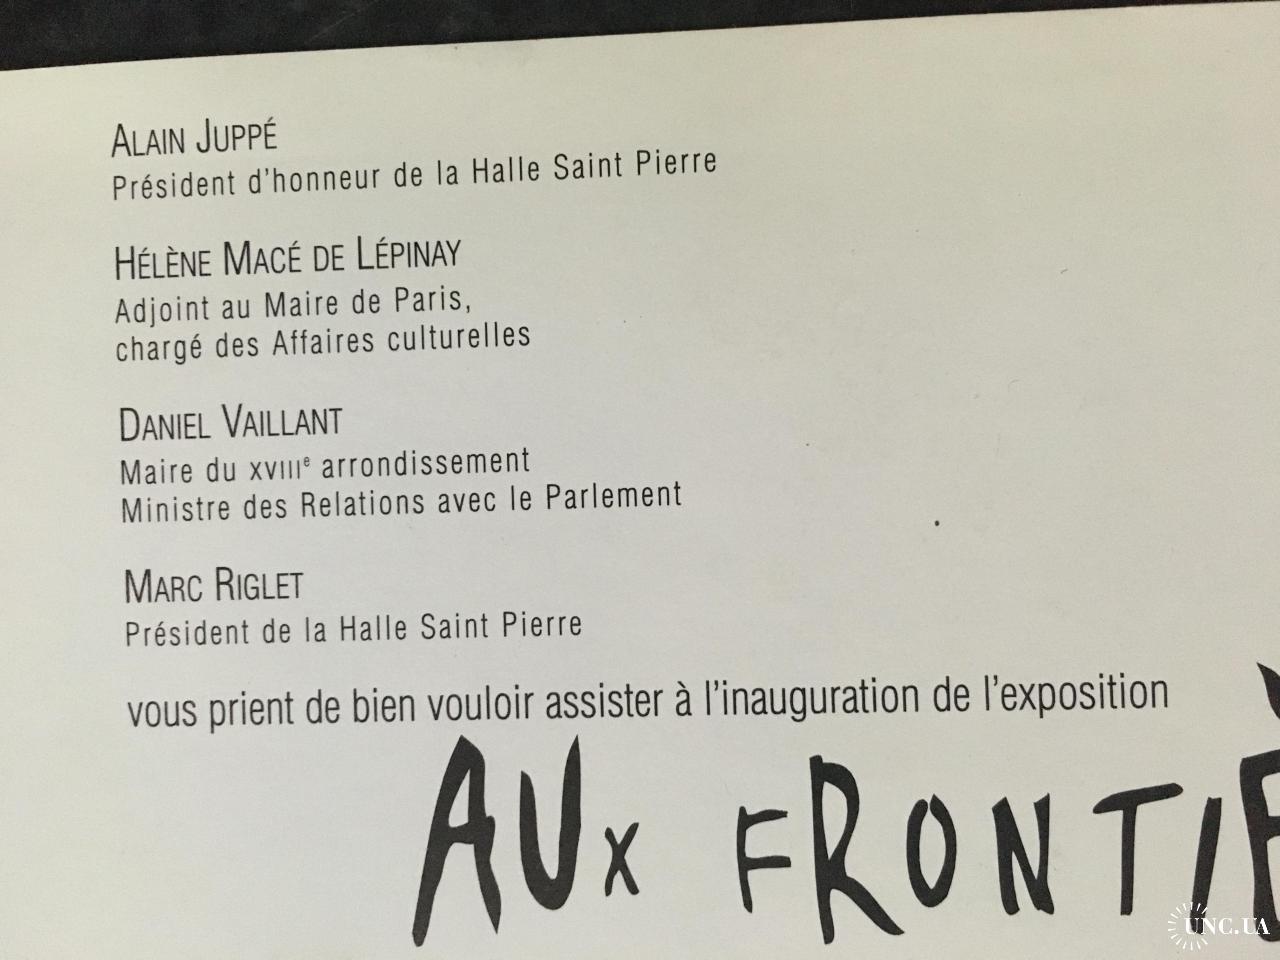 ALAIN JUPPÉ
Président d'honneur de la Halle Saint Pierre
HÉLÈNE MACÉ DE LÉPINAY
Adjoint au Maire de Paris,
chargé des Affaires culturelles
DANIEL VAILLANT
Maire du XVIIIe arrondissement
Ministre des Relations avec le Parlement
MARC RIGLET
Président de la Halle Saint Pierre
vous prient de bien vouloir assister à l'inauguration de l'exposition
AUX FRONTIÈ
UNC.UA